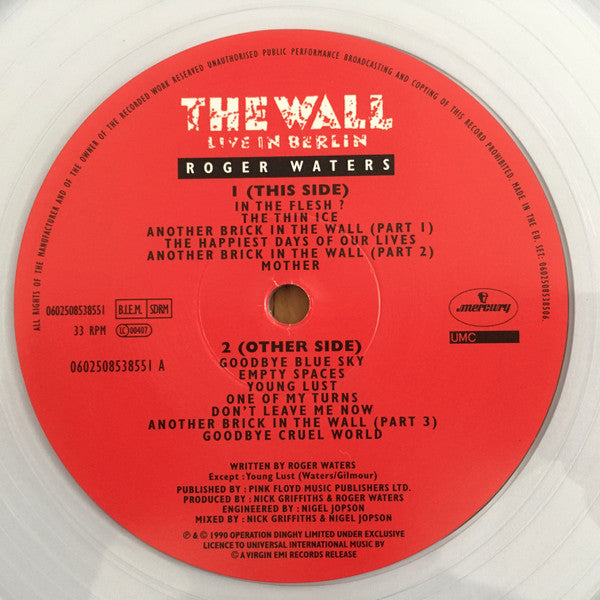 ALL RIGHTS OF THE MANUFACTURER AND OF THE OWNER OF THE RECORDED WORK RESERVED UNAUTHORISED PUBLIC PERFORMANCE BROADCASTING AND COPYING OF THIS RECORD PROHIBITED. MADE IN THE EU. SET: 0602508538506.
THE WALL
LIVE IN BERLIN
ROGER WATERS
1 (THIS SIDE)
IN THE FLESH ?
THE THIN ICE
ANOTHER BRICK IN THE WALL (PART 1)
THE HAPPIEST DAYS OF OUR LIVES
ANOTHER BRICK IN THE WALL (PART 2)
MOTHER
0602508538551 B.I.E.M. SDRM
33 RPM LC 00407
0602508538551 A
mercury
UMC
2 (OTHER SIDE)
GOODBYE BLUE SKY
EMPTY SPACES
YOUNG LUST
ONE OF MY TURNS
DON'T LEAVE ME NOW
ANOTHER BRICK IN THE WALL (PART 3)
GOODBYE CRUEL WORLD
WRITTEN BY ROGER WATERS
Except : Young Lust (Waters/Gilmour)
PUBLISHED BY : PINK FLOYD MUSIC PUBLISHERS LTD.
PRODUCED BY : NICK GRIFFITHS & ROGER WATERS
ENGINEERED BY : NIGEL JOPSON
MIXED BY : NICK GRIFFITHS & NIGEL JOPSON
℗ & © 1990 OPERATION DINGHY LIMITED UNDER EXCLUSIVE
LICENCE TO UNIVERSAL INTERNATIONAL MUSIC BV
© A VIRGIN EMI RECORDS RELEASE